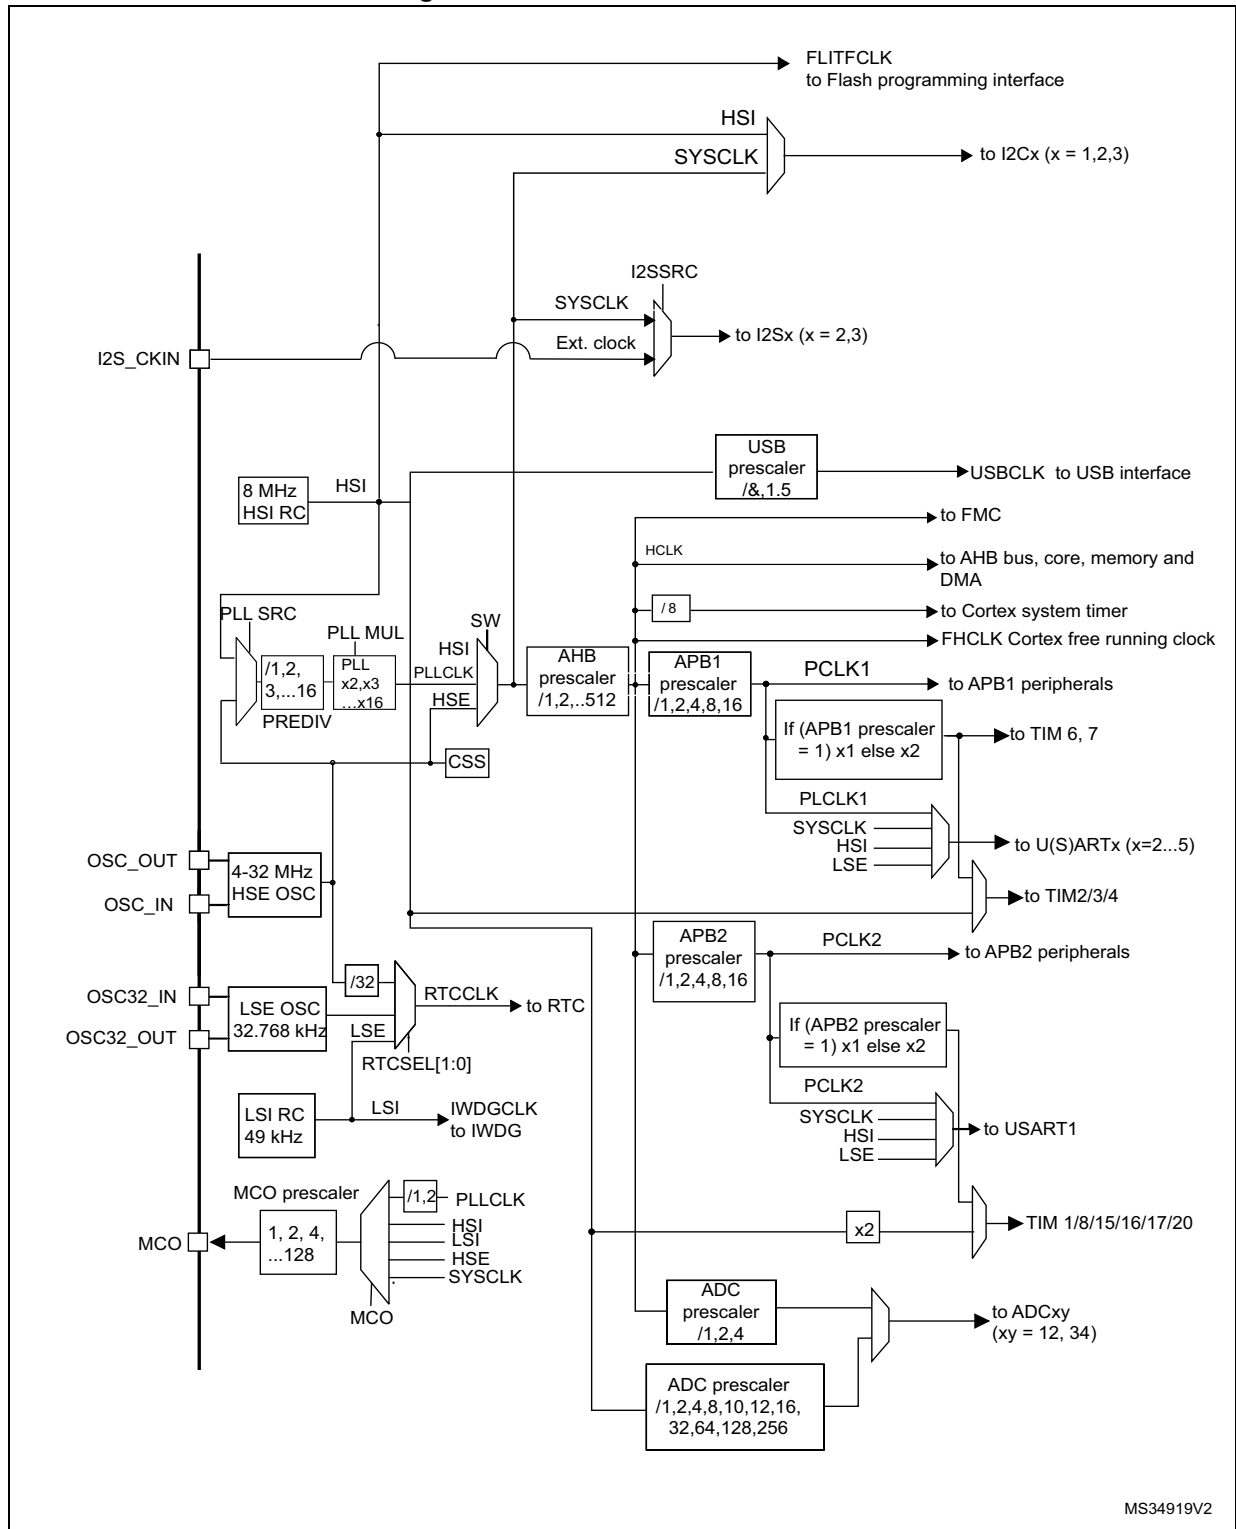 FLITFCLK
to Flash programming interface
HSI
SYSCLK
to I2Cx (x = 1,2,3)
I2SSRC
SYSCLK
to I2Sx (x = 2,3)
Ext. clock
I2S_CKIN
USB
prescaler
/&,1.5
USBCLK to USB interface
8 MHz
HSI RC
HSI
to FMC
HCLK
to AHB bus, core, memory and
DMA
/ 8
to Cortex system timer
FHCLK Cortex free running clock
PLL SRC
PLL MUL
SW
/1,2,
3,...16
PREDIV
PLL
x2,x3
...x16
HSI
PLLCLK
HSE
AHB
prescaler
/1,2,..512
APB1
prescaler
/1,2,4,8,16
PCLK1
to APB1 peripherals
If (APB1 prescaler
= 1) x1 else x2
to TIM 6, 7
CSS
PLCLK1
SYSCLK
HSI
LSE
to U(S)ARTx (x=2...5)
OSC_OUT
OSC_IN
4-32 MHz
HSE OSC
to TIM2/3/4
APB2
prescaler
/1,2,4,8,16
PCLK2
to APB2 peripherals
/32
OSC32_IN
OSC32_OUT
LSE OSC
32.768 kHz
LSE
RTCCLK
to RTC
RTCSEL[1:0]
If (APB2 prescaler
= 1) x1 else x2
PCLK2
SYSCLK
HSI
LSE
to USART1
LSI RC
49 kHz
LSI
IWDGCLK
to IWDG
MCO prescaler
1, 2, 4,
...128
MCO
/1,2
PLLCLK
HSI
LSI
HSE
SYSCLK
MCO
x2
TIM 1/8/15/16/17/20
ADC
prescaler
/1,2,4
to ADCxy
(xy = 12, 34)
ADC prescaler
/1,2,4,8,10,12,16,
32,64,128,256
MS34919V2